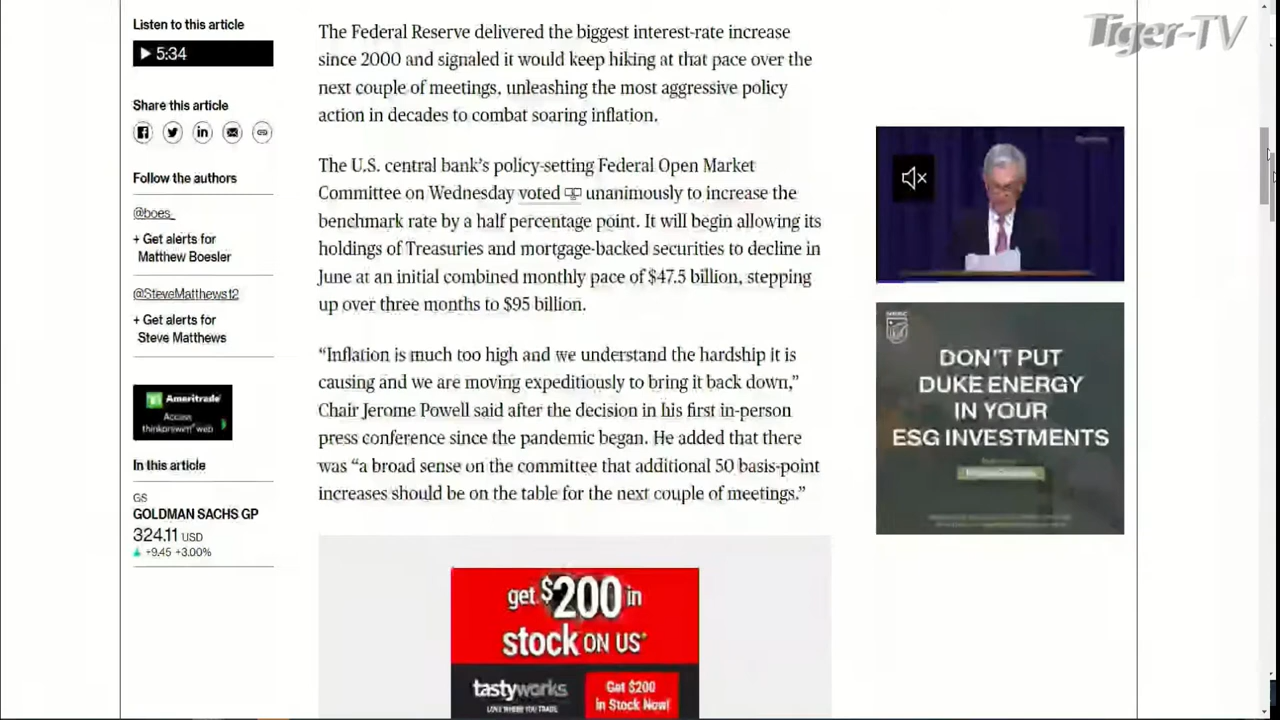 Tiger-TV
Listen to this article
5:34
Share this article
Follow the authors
@boes_
+ Get alerts for
Matthew Boesler
@SteveMatthews12
+ Get alerts for
Steve Matthews
Ameritrade
Access
thinkorswim web
In this article
GS
GOLDMAN SACHS GP
324.11 USD
+9.45 +3.00%
The Federal Reserve delivered the biggest interest-rate increase
since 2000 and signaled it would keep hiking at that pace over the
next couple of meetings, unleashing the most aggressive policy
action in decades to combat soaring inflation.
The U.S. central bank's policy-setting Federal Open Market
Committee on Wednesday voted unanimously to increase the
benchmark rate by a half percentage point. It will begin allowing its
holdings of Treasuries and mortgage-backed securities to decline in
June at an initial combined monthly pace of $47.5 billion, stepping
up over three months to $95 billion.
“Inflation is much too high and we understand the hardship it is
causing and we are moving expeditiously to bring it back down,”
Chair Jerome Powell said after the decision in his first in-person
press conference since the pandemic began. He added that there
was “a broad sense on the committee that additional 50 basis-point
increases should be on the table for the next couple of meetings.”
get $200 in
stock ON US*
tastyworks
LOVE WHERE YOU TRADE
Get $200
in Stock Now!
DON'T PUT
DUKE ENERGY
IN YOUR
ESG INVESTMENTS